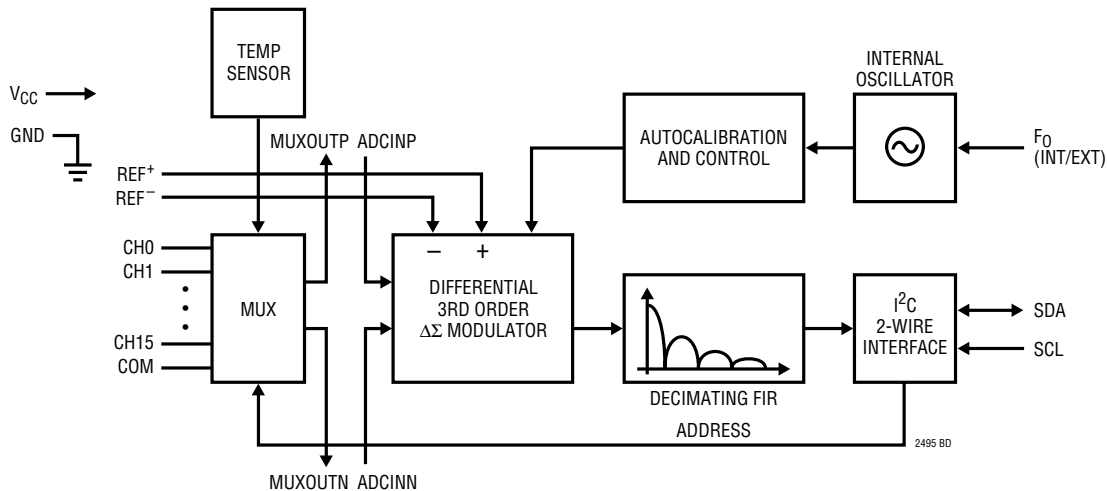 TEMP
SENSOR
INTERNAL
OSCILLATOR
VCC
GND
MUXOUTP ADCINP
AUTOCALIBRATION
AND CONTROL
FO
(INT/EXT)
REF+
REF−
CH0
CH1
CH15
COM
MUX
− +
DIFFERENTIAL
3RD ORDER
ΔΣ MODULATOR
I2C
2-WIRE
INTERFACE
SDA
SCL
DECIMATING FIR
ADDRESS
2495 BD
MUXOUTN ADCINN